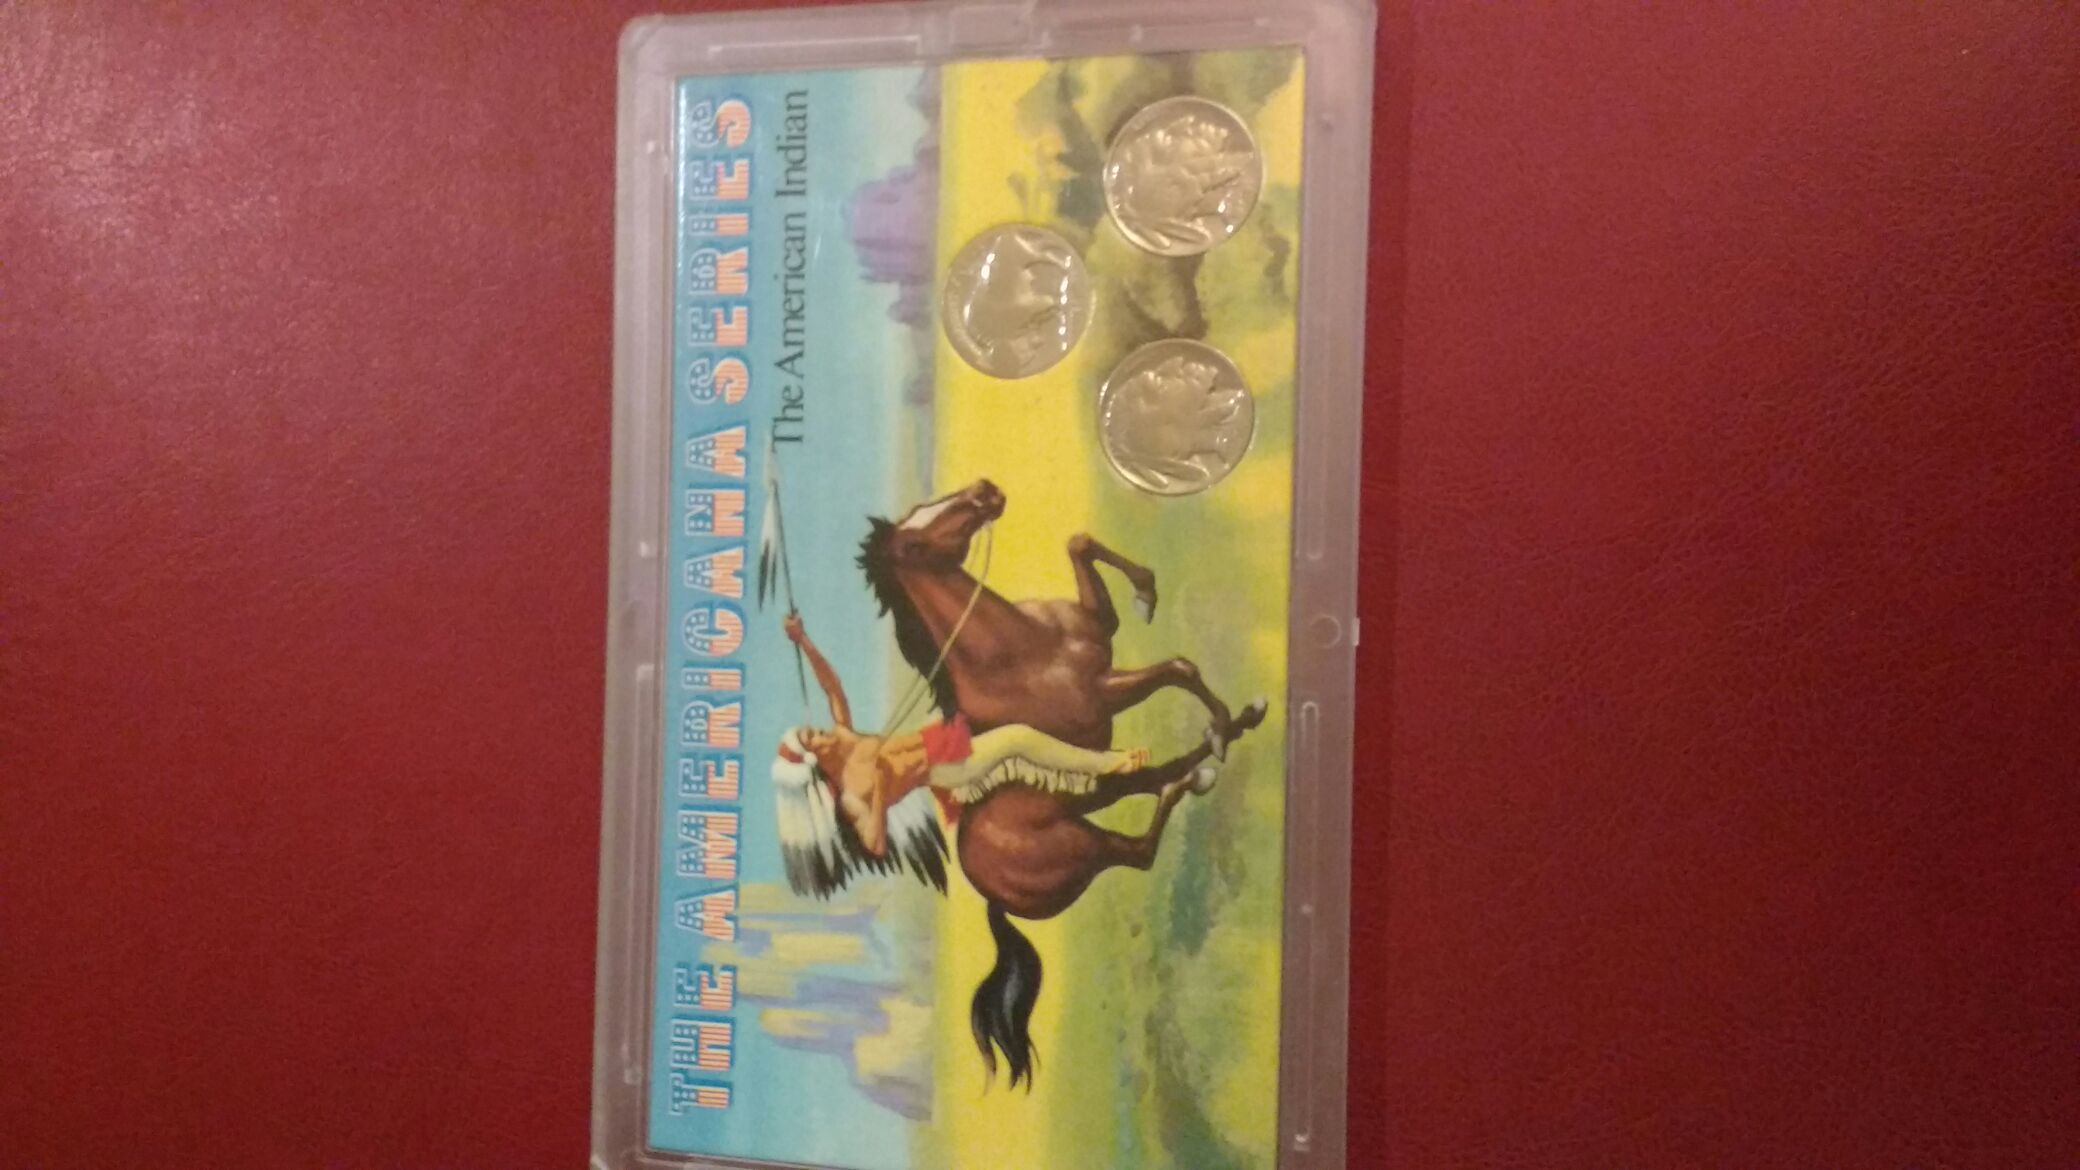 THE AMERICANA SERIES
The American Indian